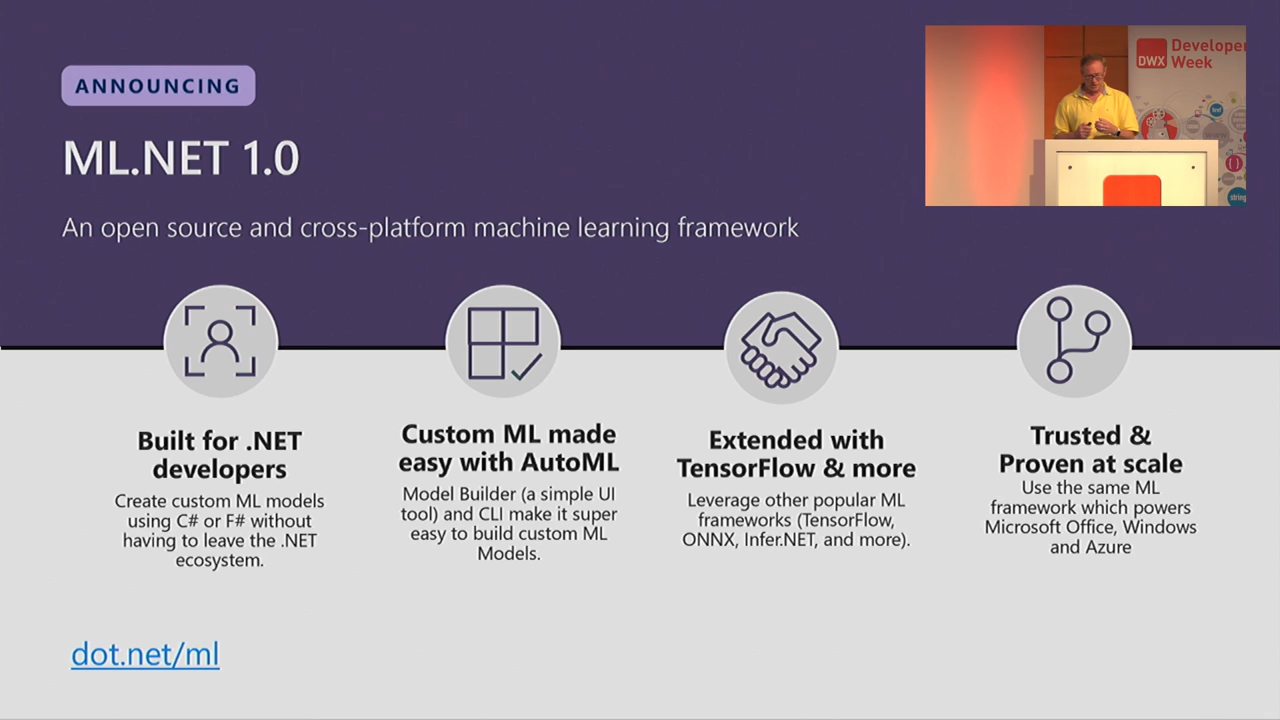 ANNOUNCING
ML.NET 1.0
An open source and cross-platform machine learning framework
DWX
Developer
Week
string
Built for .NET
developers
Create custom ML models
using C# or F# without
having to leave the .NET
ecosystem.
Custom ML made
easy with AutoML
Model Builder (a simple UI
tool) and CLI make it super
easy to build custom ML
Models.
Extended with
TensorFlow & more
Leverage other popular ML
frameworks (TensorFlow,
ONNX, Infer.NET, and more).
Trusted &
Proven at scale
Use the same ML
framework which powers
Microsoft Office, Windows
and Azure
dot.net/ml